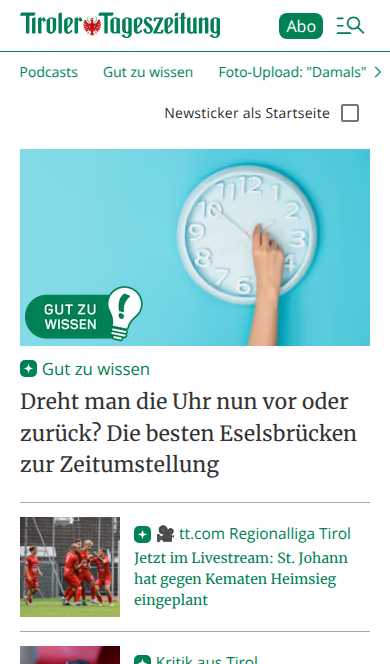 Tiroler Tageszeitung
Abo
Podcasts Gut zu wissen Foto-Upload: "Damals"
Newsticker als Startseite
12
11 1
10 2
9 3
8
7 6
GUT ZU
WISSEN
Gut zu wissen
Dreht man die Uhr nun vor oder
zurück? Die besten Eselsbrücken
zur Zeitumstellung
🎥 tt.com Regionalliga Tirol
Jetzt im Livestream: St. Johann
hat gegen Kematen Heimsieg
eingeplant
Kritik aus Tirol